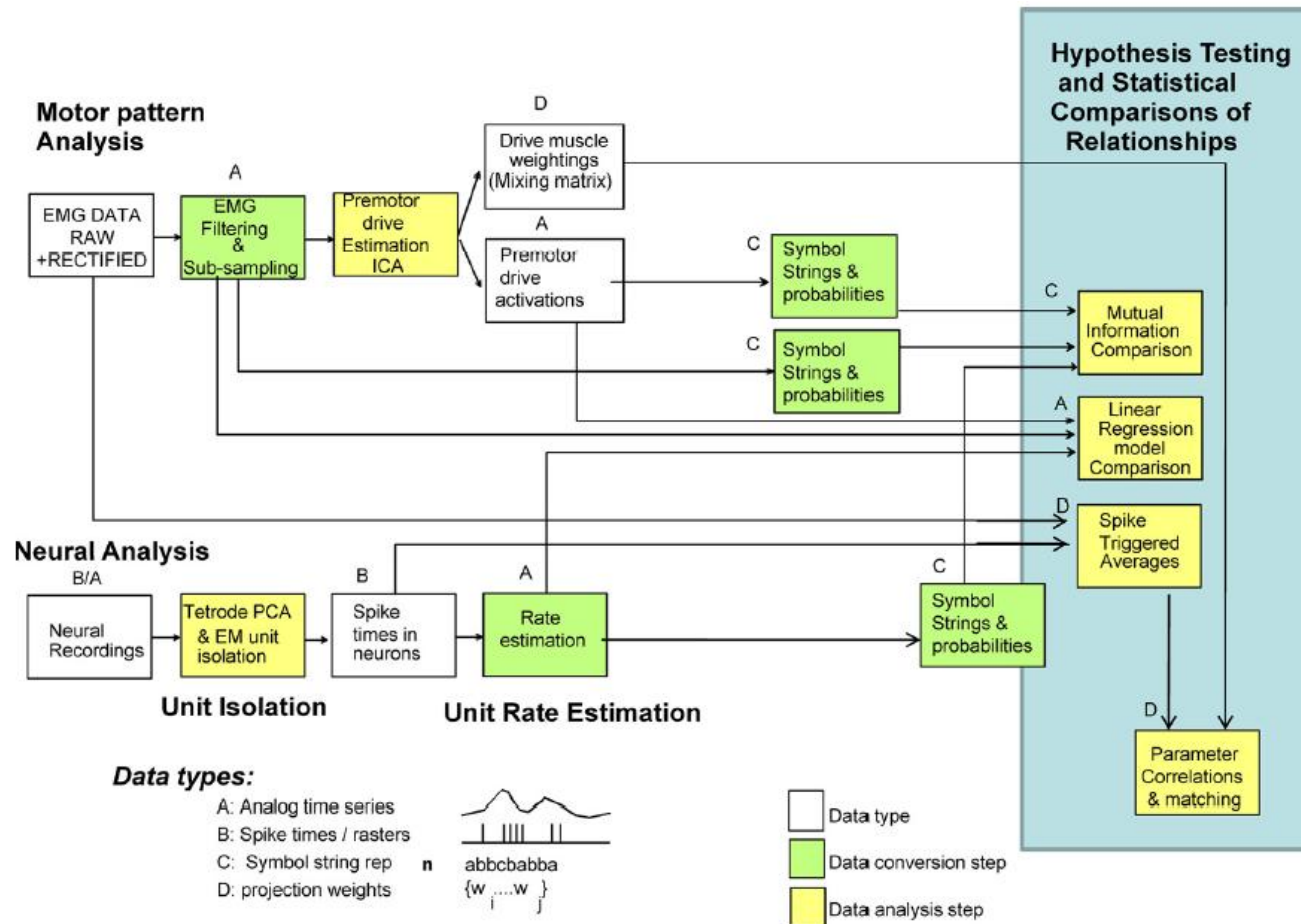 Hypothesis Testing
and Statistical
Comparisons of
Relationships
Motor pattern
Analysis
D
Drive muscle
weightings
(Mixing matrix)
A
EMG DATA
RAW
+RECTIFIED
EMG
Filtering
&
Sub-sampling
Premotor
drive
Estimation
ICA
A
Premotor
drive
activations
C
Symbol
Strings &
probabilities
C
Symbol
Strings &
probabilities
C
Mutual
Information
Comparison
A
Linear
Regression
model
Comparison
D
Spike
Triggered
Averages
Neural Analysis
B/A
Neural
Recordings
Tetrode PCA
& EM unit
isolation
B
Spike
times in
neurons
A
Rate
estimation
C
Symbol
Strings &
probabilities
Unit Isolation
Unit Rate Estimation
D
Parameter
Correlations
& matching
Data types:
A: Analog time series
B: Spike times / rasters
C: Symbol string rep n abbcbabba
D: projection weights {w i ....w j }
Data type
Data conversion step
Data analysis step